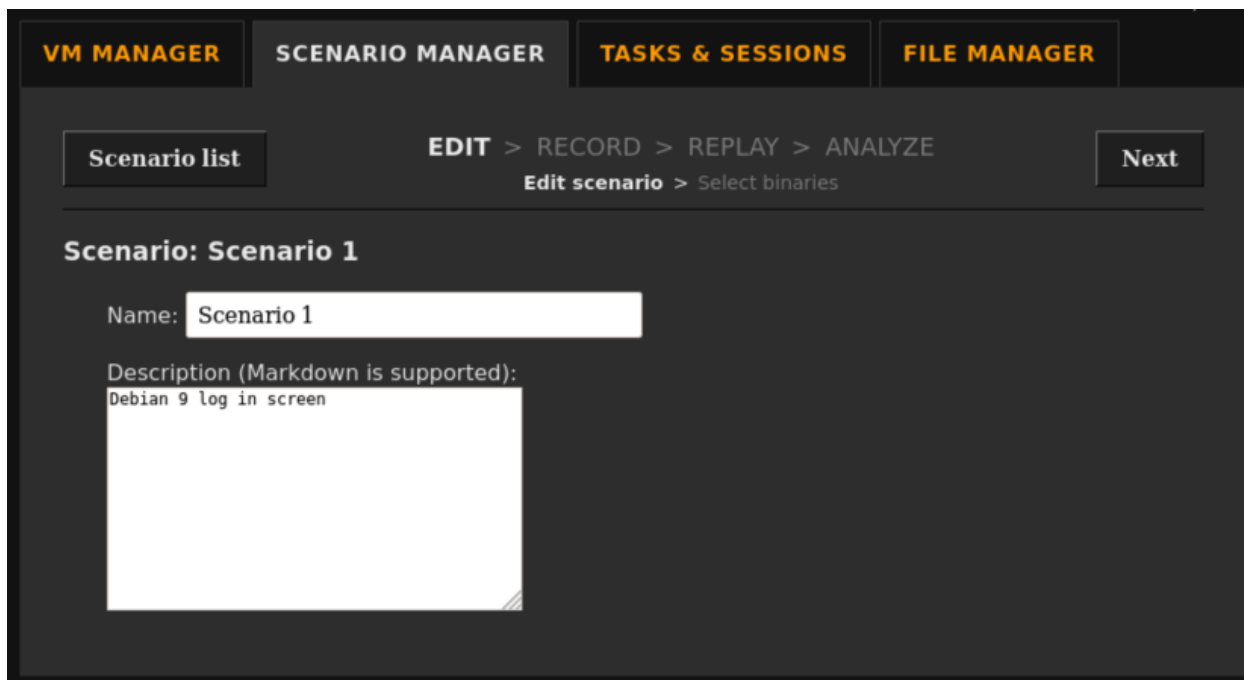 VM MANAGER SCENARIO MANAGER TASKS & SESSIONS FILE MANAGER
Scenario list EDIT > RECORD > REPLAY > ANALYZE Next
Edit scenario > Select binaries
Scenario: Scenario 1
Name: Scenario 1
Description (Markdown is supported):
Debian 9 log in screen